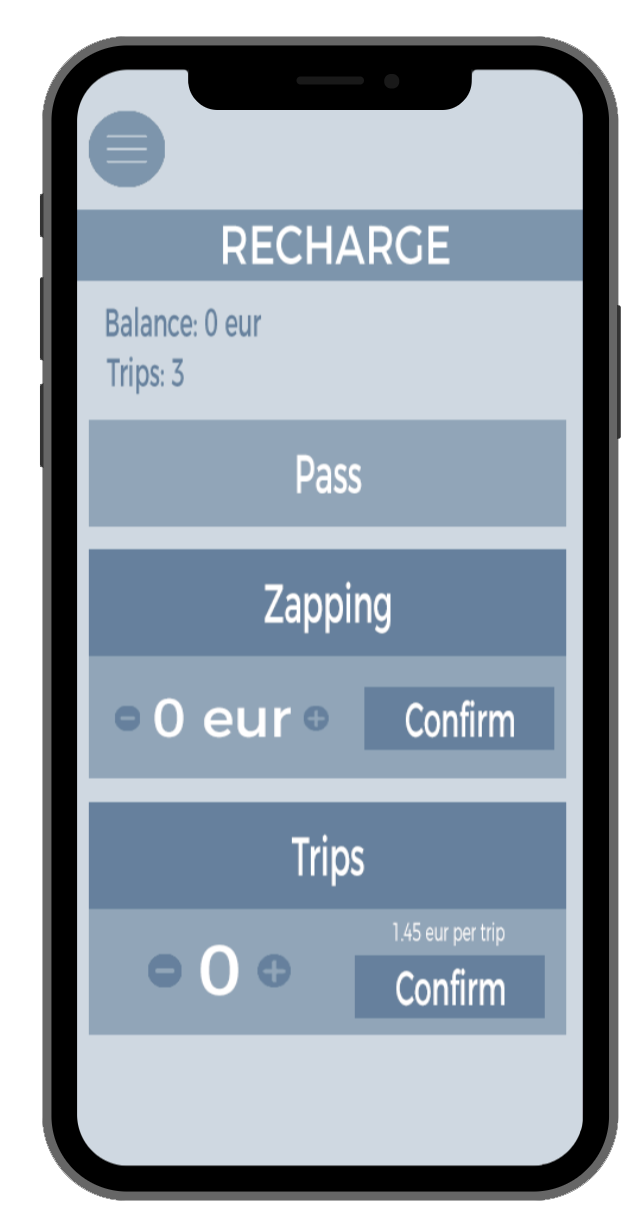 RECHARGE
Balance: 0 eur
Trips: 3
Pass
Zapping
0 eur
Confirm
Trips
1.45 eur per trip
0
Confirm